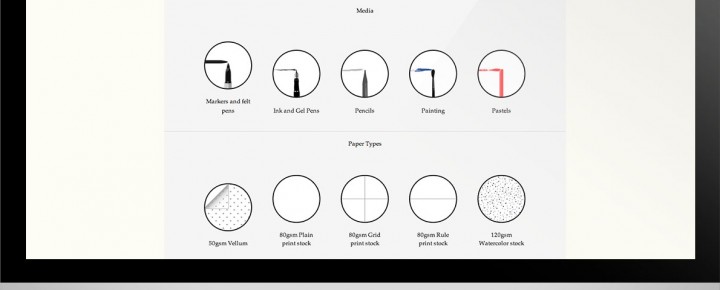 Media
Markers and felt
pens
Ink and Gel Pens
Pencils
Painting
Pastels
Paper Types
50gsm Vellum
80gsm Plain
print stock
80gsm Grid
print stock
80gsm Rule
print stock
120gsm
Watercolor stock